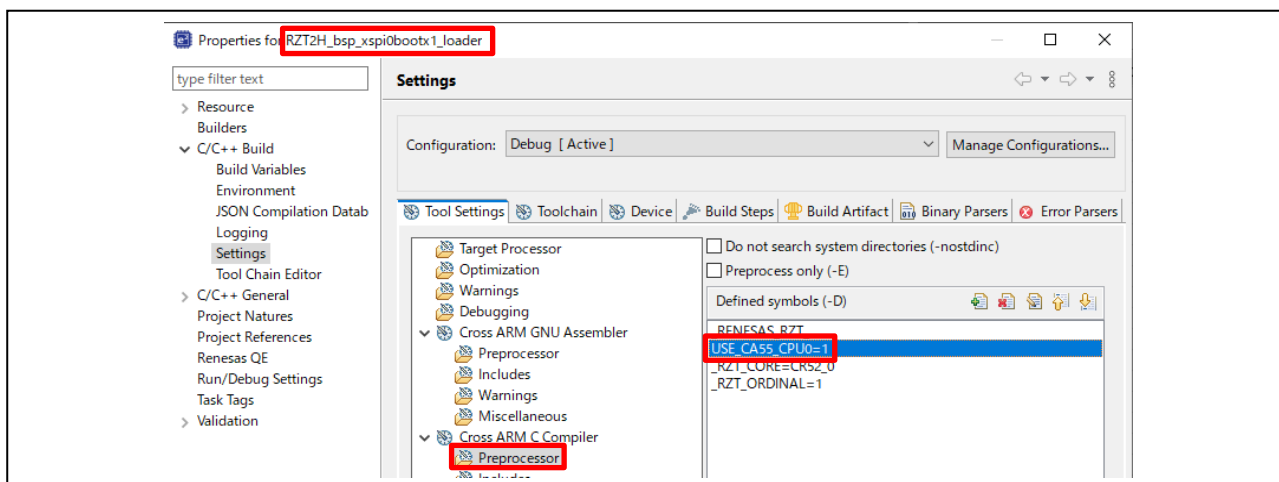 Properties for RZT2H_bsp_xspi0bootx1_loader
type filter text
Resource
Builders
C/C++ Build
Build Variables
Environment
JSON Compilation Datab
Logging
Settings
Tool Chain Editor
C/C++ General
Project Natures
Project References
Renesas QE
Run/Debug Settings
Task Tags
Validation
Settings
Configuration: Debug [ Active ] Manage Configurations...
Tool Settings Toolchain Device Build Steps Build Artifact Binary Parsers Error Parsers
Target Processor
Optimization
Warnings
Debugging
Cross ARM GNU Assembler
Preprocessor
Includes
Warnings
Miscellaneous
Cross ARM C Compiler
Preprocessor
Includes
Do not search system directories (-nostdinc)
Preprocess only (-E)
Defined symbols (-D)
_RENESAS_RZT_
USE_CA55_CPU0=1
_RZT_CORE=CR52_0
_RZT_ORDINAL=1